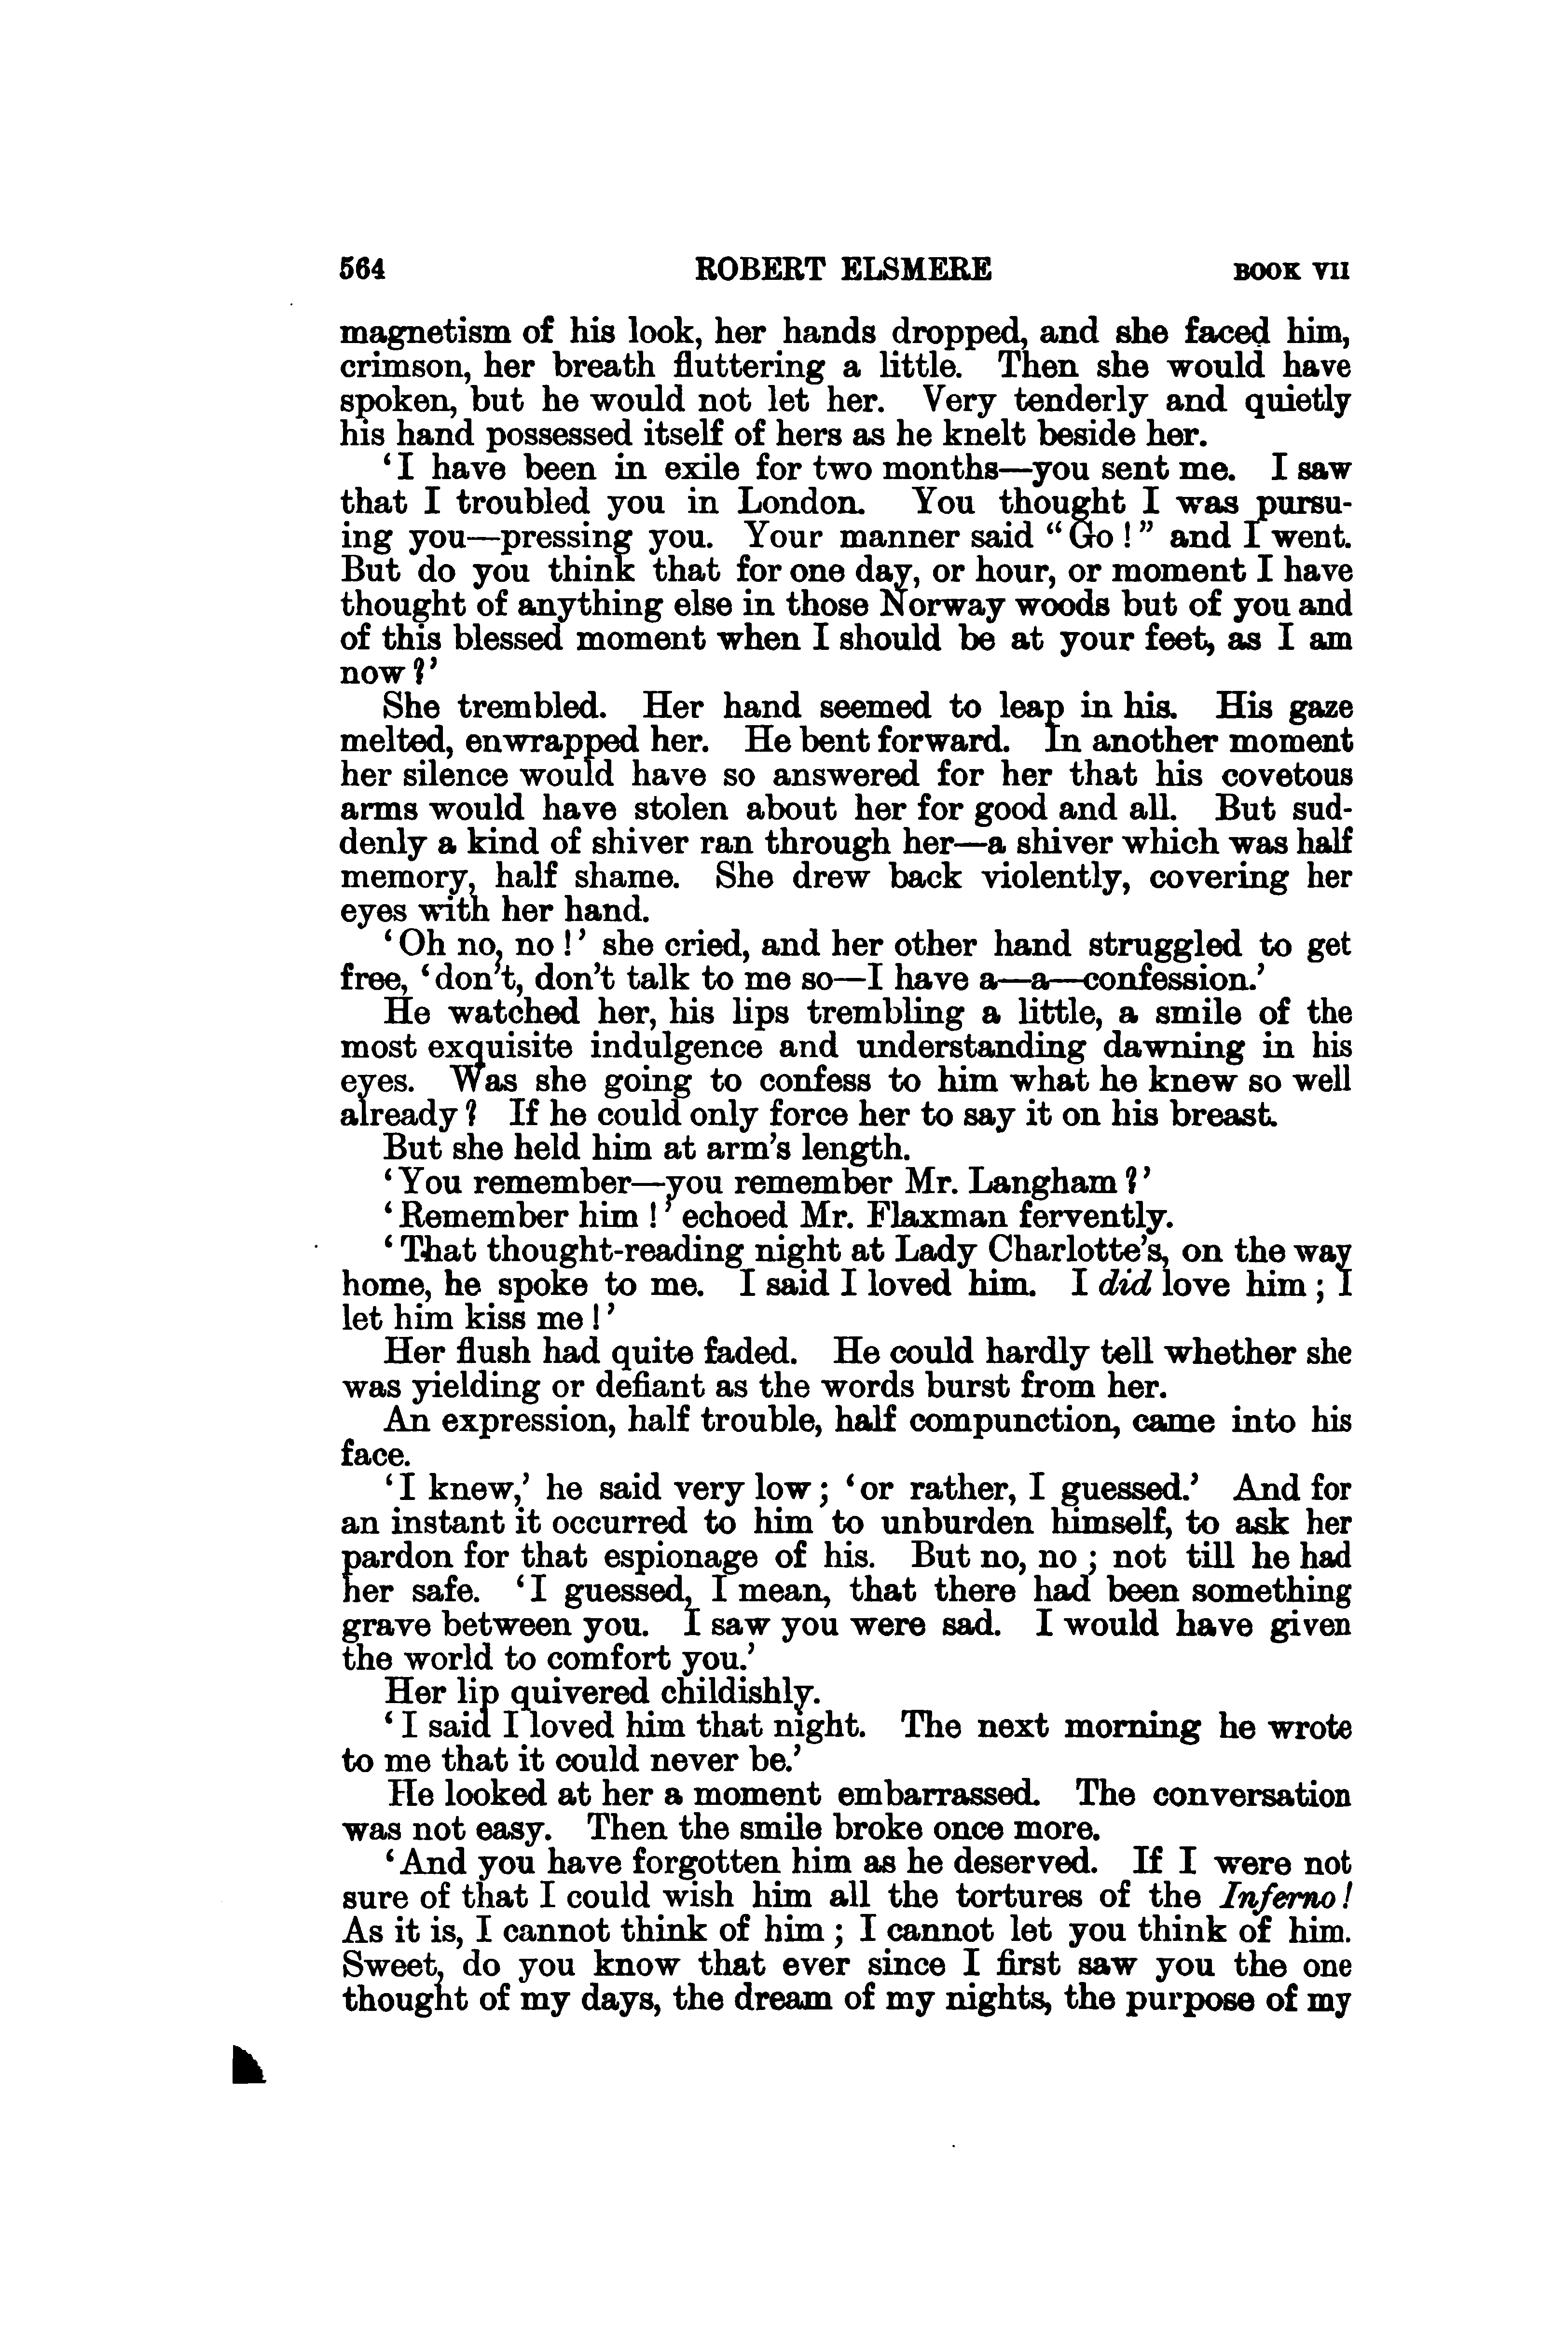 564 ROBERT ELSMERE BOOK VII
magnetism of his look, her hands dropped, and she faced him,
crimson, her breath fluttering a little. Then she would have
spoken, but he would not let her. Very tenderly and quietly
his hand possessed itself of hers as he knelt beside her.
‘I have been in exile for two months—you sent me. I saw
that I troubled you in London. You thought I was pursu-
ing you—pressing you. Your manner said “Go!” and I went.
But do you think that for one day, or hour, or moment I have
thought of anything else in those Norway woods but of you and
of this blessed moment when I should be at your feet, as I am
now?’
She trembled. Her hand seemed to leap in his. His gaze
melted, enwrapped her. He bent forward. In another moment
her silence would have so answered for her that his covetous
arms would have stolen about her for good and all. But sud-
denly a kind of shiver ran through her—a shiver which was half
memory, half shame. She drew back violently, covering her
eyes with her hand.
‘Oh no, no!’ she cried, and her other hand struggled to get
free, ‘don’t, don’t talk to me so—I have a—a—confession.’
He watched her, his lips trembling a little, a smile of the
most exquisite indulgence and understanding dawning in his
eyes. Was she going to confess to him what he knew so well
already? If he could only force her to say it on his breast.
But she held him at arm’s length.
‘You remember—you remember Mr. Langham?’
‘Remember him!’ echoed Mr. Flaxman fervently.
‘That thought-reading night at Lady Charlotte’s, on the way
home, he spoke to me. I said I loved him. I did love him; I
let him kiss me!’
Her flush had quite faded. He could hardly tell whether she
was yielding or defiant as the words burst from her.
An expression, half trouble, half compunction, came into his
face.
‘I knew,’ he said very low; ‘or rather, I guessed.’ And for
an instant it occurred to him to unburden himself, to ask her
pardon for that espionage of his. But no, no; not till he had
her safe. ‘I guessed, I mean, that there had been something
grave between you. I saw you were sad. I would have given
the world to comfort you.’
Her lip quivered childishly.
‘I said I loved him that night. The next morning he wrote
to me that it could never be.’
He looked at her a moment embarrassed. The conversation
was not easy. Then the smile broke once more.
‘And you have forgotten him as he deserved. If I were not
sure of that I could wish him all the tortures of the Inferno!
As it is, I cannot think of him; I cannot let you think of him.
Sweet, do you know that ever since I first saw you the one
thought of my days, the dream of my nights, the purpose of my